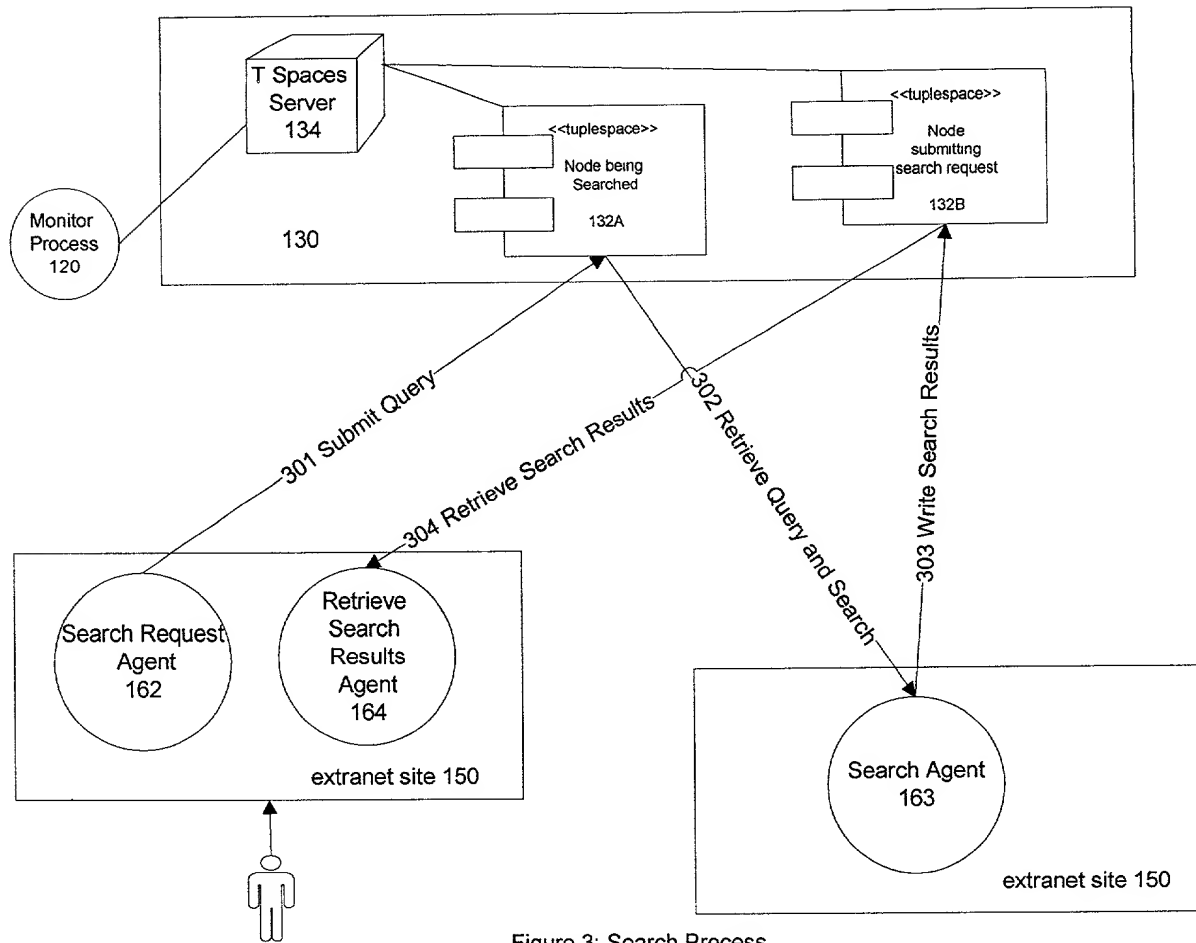 T Spaces
Server
134
<<tuplespace>>
Node being
Searched
132A
<<tuplespace>>
Node
submitting
search request
132B
Monitor
Process
120
130
301 Submit Query
302 Retrieve Query and Search
303 Write Search Results
304 Retrieve Search Results
Search Request
Agent
162
Retrieve
Search
Results
Agent
164
extranet site 150
Search Agent
163
extranet site 150
Figure 3: Search Process